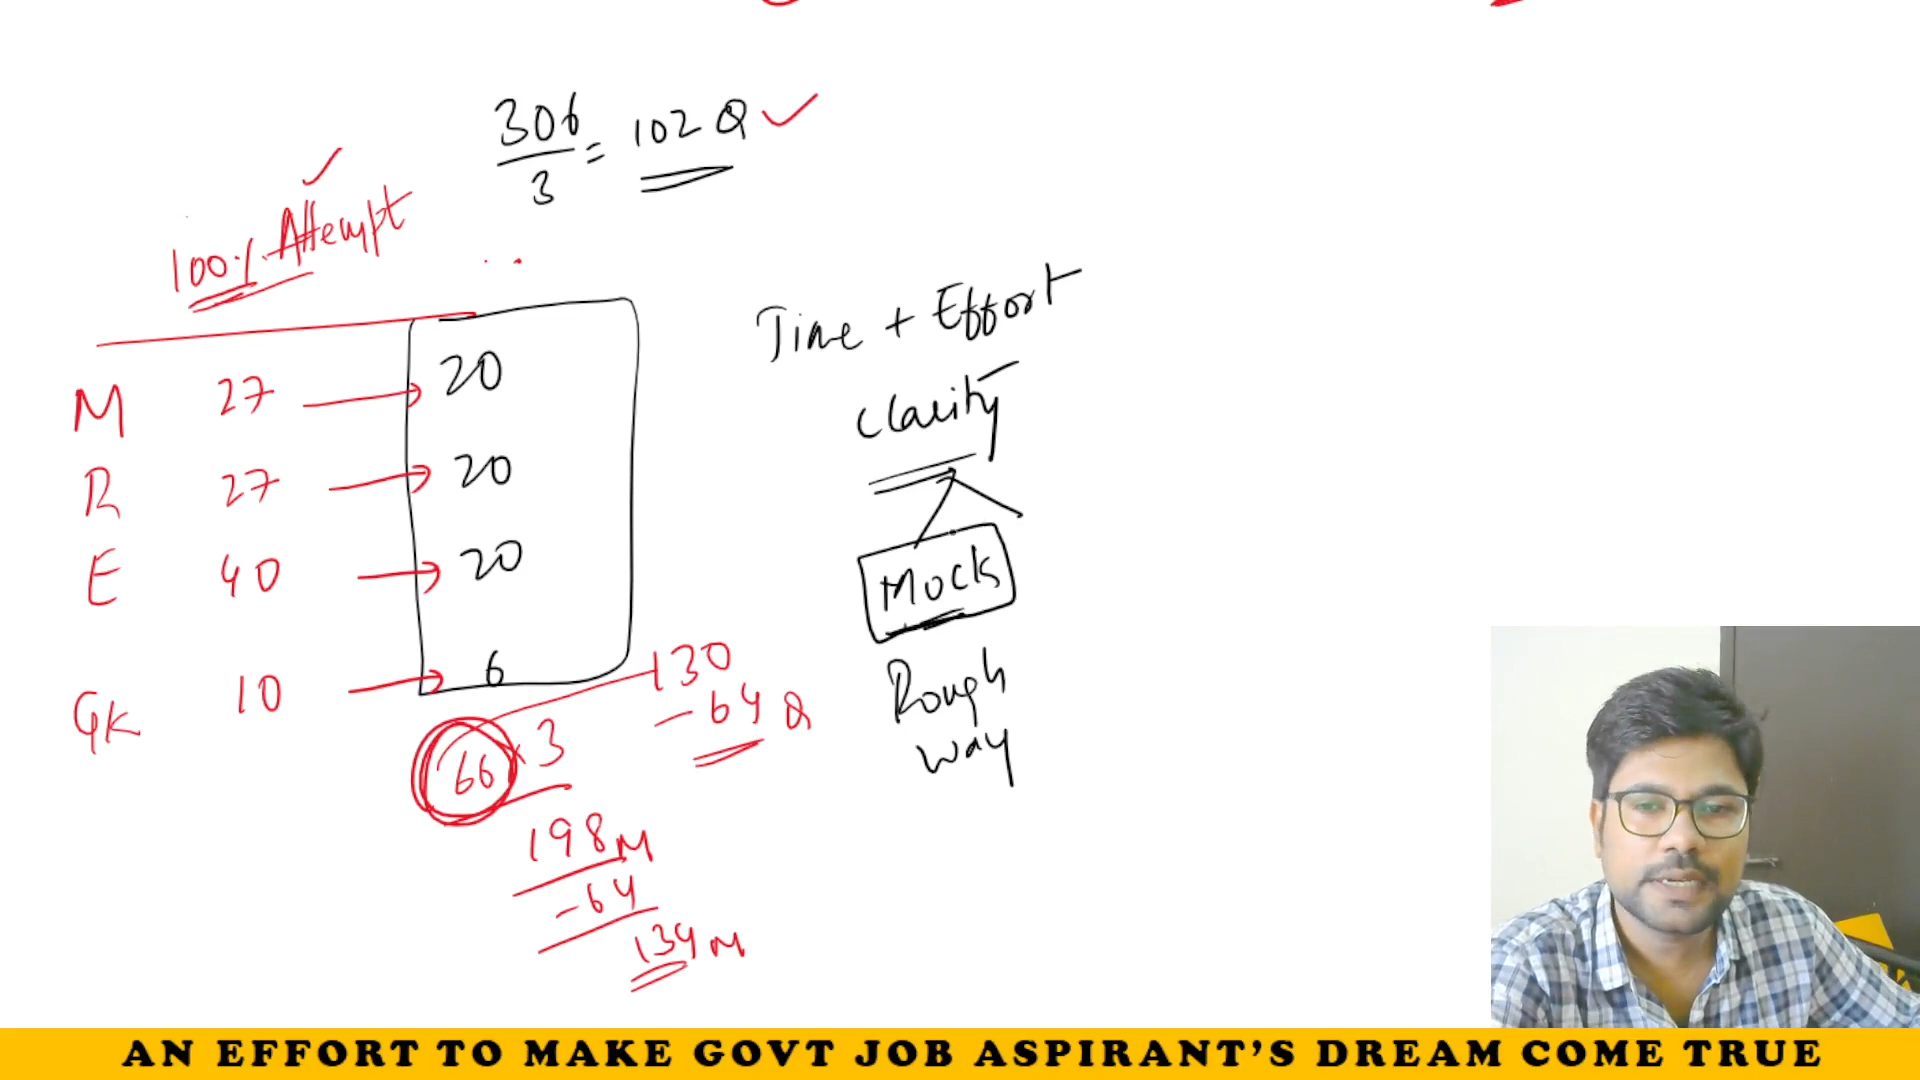 306
3
= 102 Q
100% Attempt
Time + Effort
Clarity
Mock
Rough
way
M 27 20
R 27 20
E 40 20
GK 10 6
130
- 64 Q
66 x 3
198 M
- 64
134 M
AN EFFORT TO MAKE GOVT JOB ASPIRANT'S DREAM COME TRUE